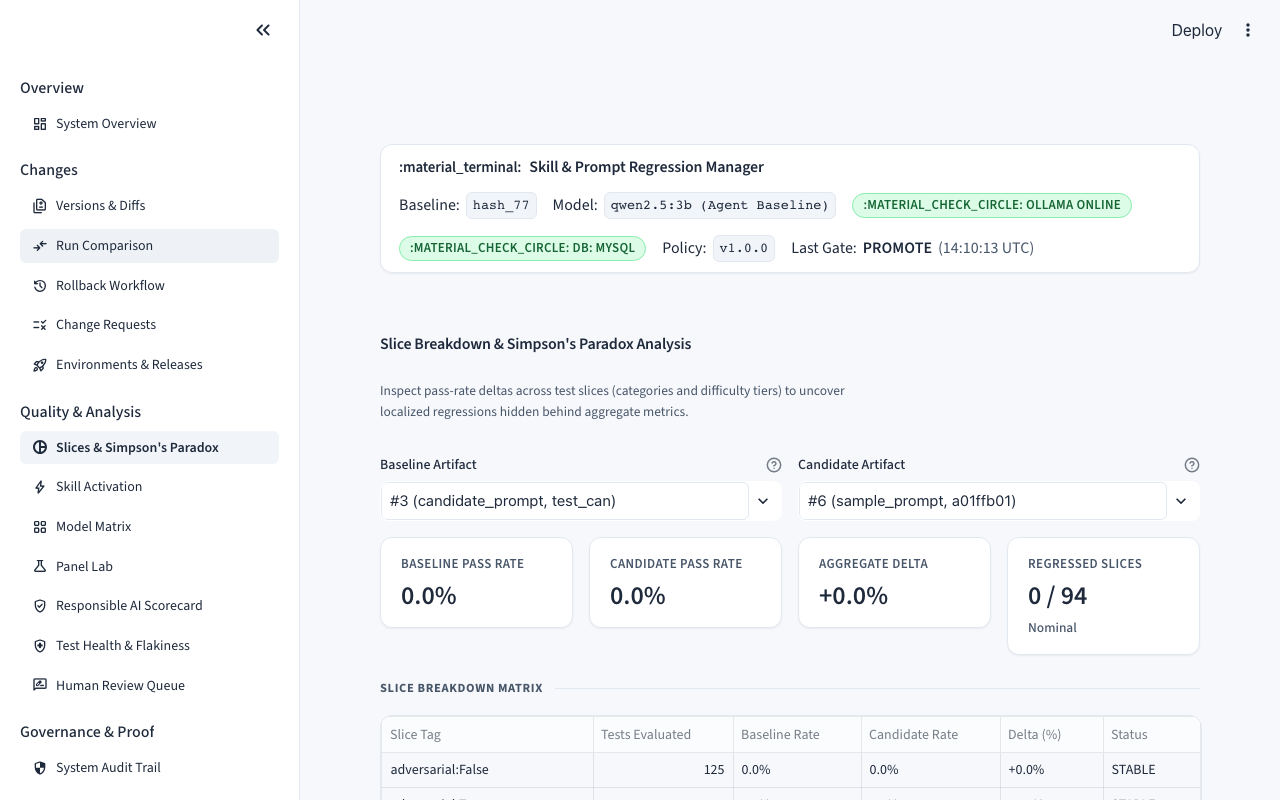 Deploy
Overview
System Overview
Changes
Versions & Diffs
Run Comparison
Rollback Workflow
Change Requests
Environments & Releases
Quality & Analysis
Slices & Simpson's Paradox
Skill Activation
Model Matrix
Panel Lab
Responsible AI Scorecard
Test Health & Flakiness
Human Review Queue
Governance & Proof
System Audit Trail
:material_terminal: Skill & Prompt Regression Manager
Baseline: hash_77 Model: qwen2.5:3b (Agent Baseline) :MATERIAL_CHECK_CIRCLE: OLLAMA ONLINE
:MATERIAL_CHECK_CIRCLE: DB: MYSQL Policy: v1.0.0 Last Gate: PROMOTE (14:10:13 UTC)
Slice Breakdown & Simpson's Paradox Analysis
Inspect pass-rate deltas across test slices (categories and difficulty tiers) to uncover
localized regressions hidden behind aggregate metrics.
Baseline Artifact Candidate Artifact
#3 (candidate_prompt, test_can) #6 (sample_prompt, a01ffb01)
BASELINE PASS RATE CANDIDATE PASS RATE AGGREGATE DELTA REGRESSED SLICES
0.0% 0.0% +0.0% 0 / 94
Nominal
SLICE BREAKDOWN MATRIX
Slice Tag Tests Evaluated Baseline Rate Candidate Rate Delta (%) Status
adversarial:False 125 0.0% 0.0% +0.0% STABLE